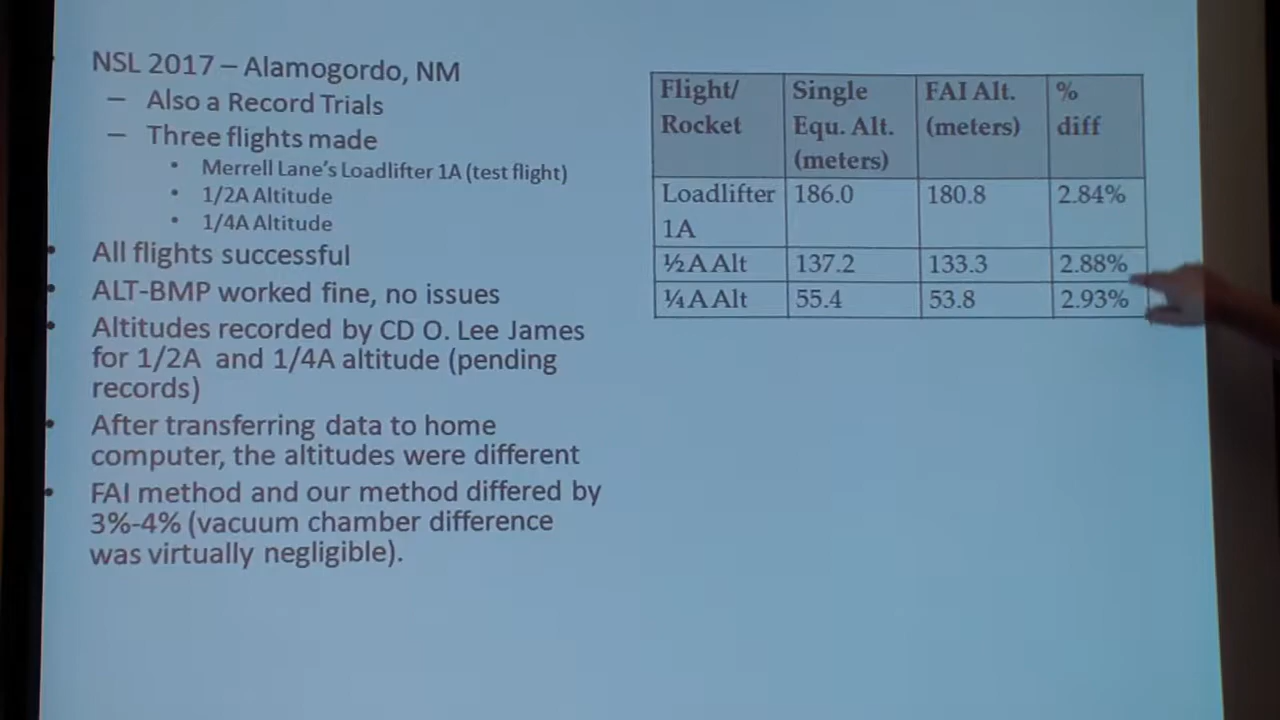 NSL 2017 – Alamogordo, NM
– Also a Record Trials
– Three flights made
• Merrell Lane's Loadlifter 1A (test flight)
• 1/2A Altitude
• 1/4A Altitude
• All flights successful
• ALT-BMP worked fine, no issues
• Altitudes recorded by CD O. Lee James
for 1/2A and 1/4A altitude (pending
records)
• After transferring data to home
computer, the altitudes were different
• FAI method and our method differed by
3%-4% (vacuum chamber difference
was virtually negligible).
Flight/ Single FAI Alt. %
Rocket Equ. Alt. (meters) diff
(meters)
Loadlifter 186.0 180.8 2.84%
1A
½A Alt 137.2 133.3 2.88%
¼A Alt 55.4 53.8 2.93%